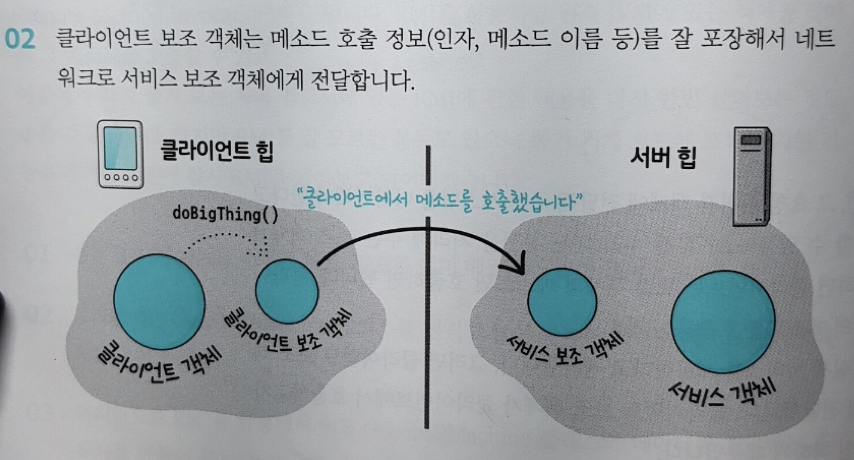 02 클라이언트 보조 객체는 메소드 호출 정보(인자, 메소드 이름 등)를 잘 포장해서 네트
워크로 서비스 보조 객체에게 전달합니다.
클라이언트 힙
서버 힙
“클라이언트에서 메소드를 호출했습니다”
doBigThing()
클라이언트 객체
클라이언트 보조 객체
서비스 보조 객체
서비스 객체